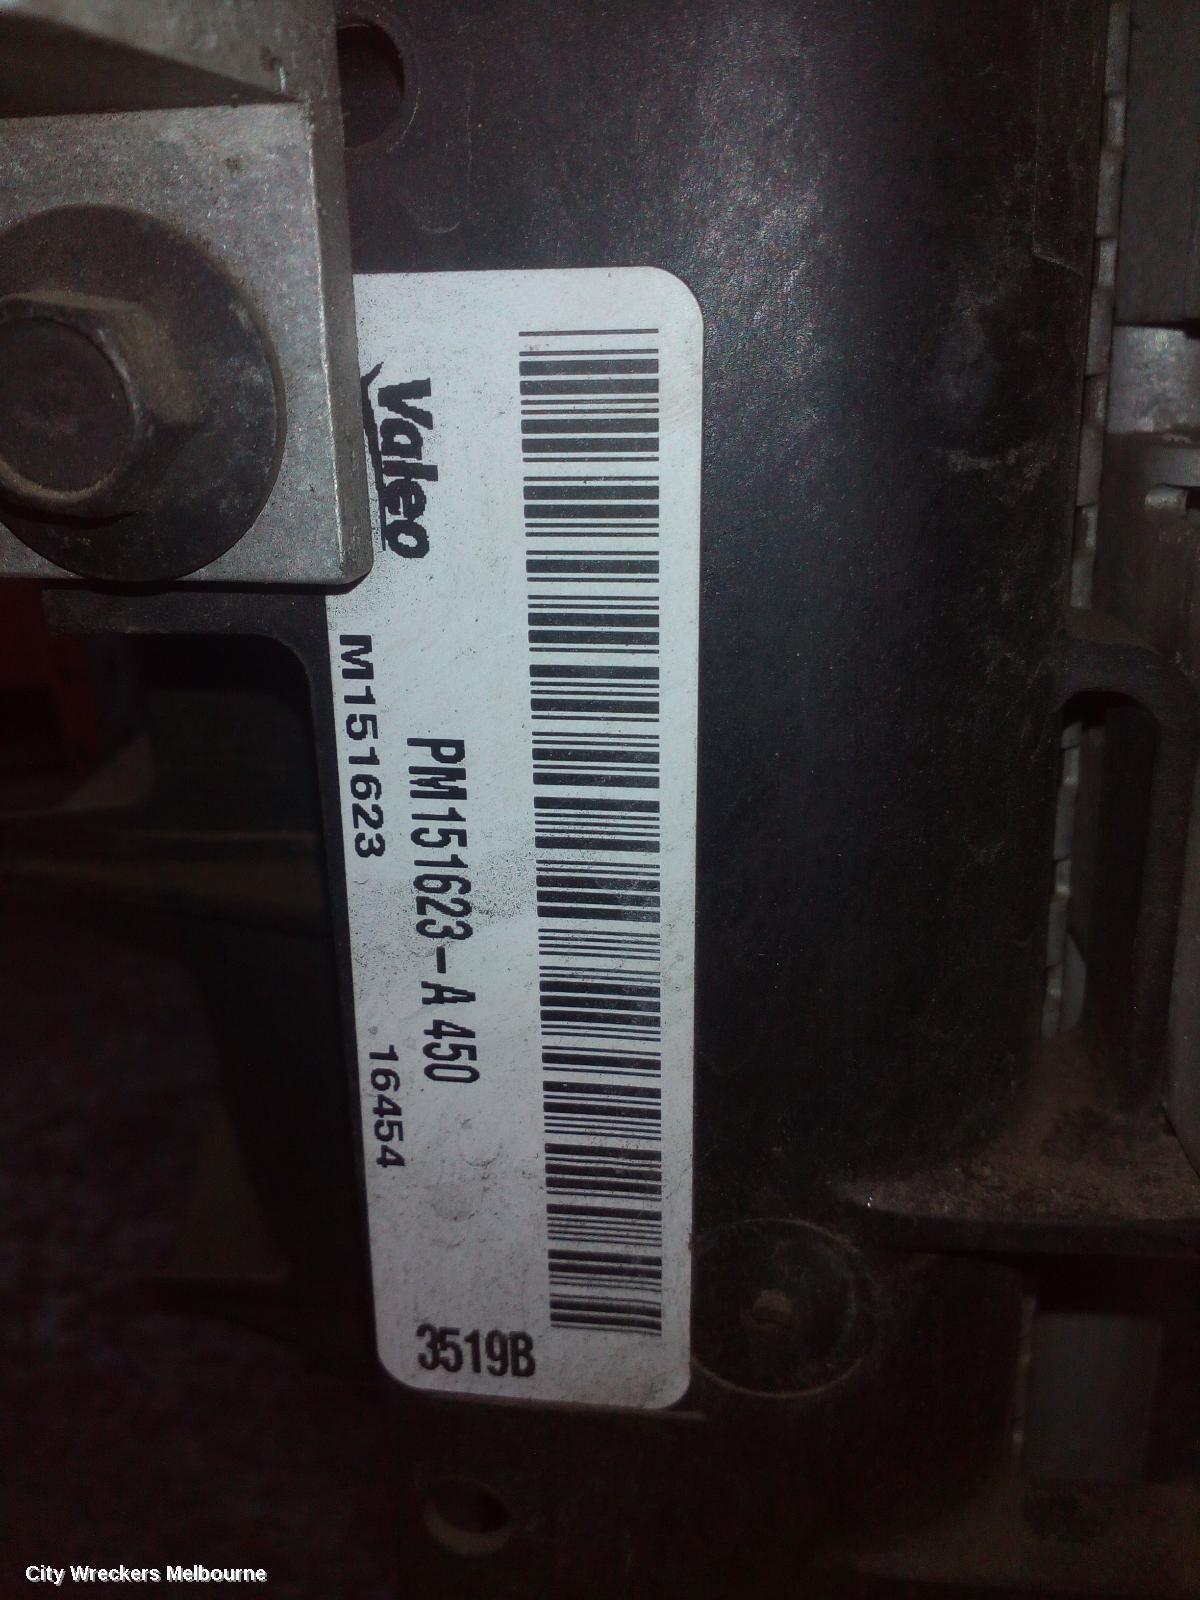 Valeo
PM151623-A 450
M151623
16454
3519B
City Wreckers Melbourne